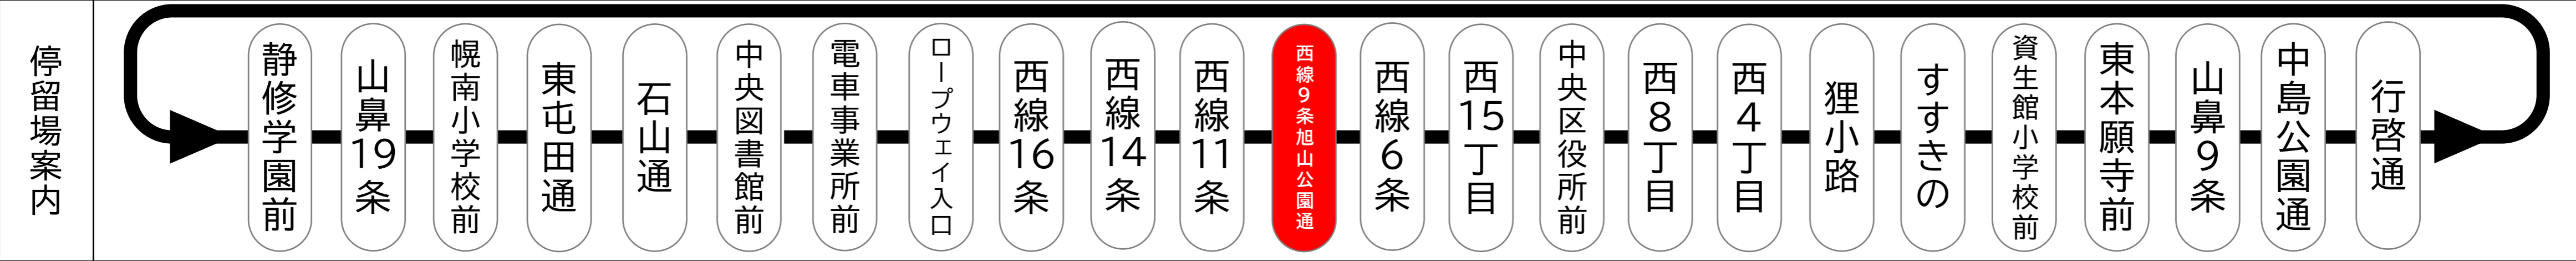 停留場案内
静修学園前
山鼻19条
幌南小学校前
東屯田通
石山通
中央図書館前
電車事業所前
ロープウェイ入口
西線16条
西線14条
西線11条
西線9条旭山公園通
西線6条
西15丁目
中央区役所前
西8丁目
西4丁目
狸小路
すすきの
資生館小学校前
東本願寺前
山鼻9条
中島公園通
行啓通